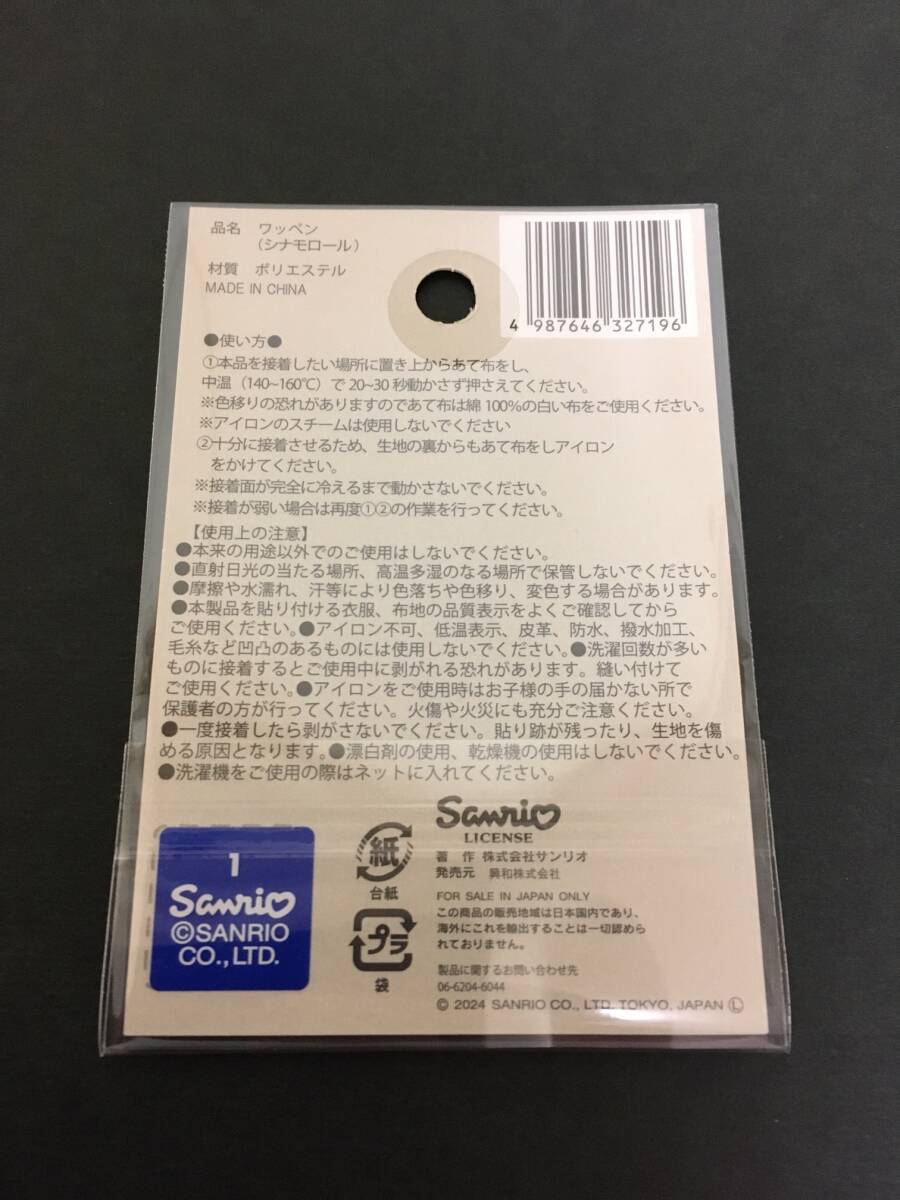 品名 ワッペン
（シナモロール）
材質 ポリエステル
MADE IN CHINA
4 987646 327196
●使い方●
①本品を接着したい場所に置き上からあて布をし、
中温（140~160℃）で20~30秒動かさず押さえてください。
※色移りの恐れがありますのであて布は綿100%の白い布をご使用ください。
※アイロンのスチームは使用しないでください
②十分に接着させるため、生地の裏からもあて布をしアイロン
をかけてください。
※接着面が完全に冷えるまで動かさないでください。
※接着が弱い場合は再度①②の作業を行ってください。
【使用上の注意】
●本来の用途以外でのご使用はしないでください。
●直射日光の当たる場所、高温多湿のなる場所で保管しないでください。
●摩擦や水濡れ、汗等により色落ちや色移り、変色する場合があります。
●本製品を貼り付ける衣服、布地の品質表示をよくご確認してから
ご使用ください。●アイロン不可、低温表示、皮革、防水、撥水加工、
毛糸など凹凸のあるものには使用しないでください。●洗濯回数が多い
ものに接着するとご使用中に剥がれる恐れがあります。縫い付けて
ご使用ください。●アイロンをご使用時はお子様の手の届かない所で
保護者の方が行ってください。火傷や火災にも充分ご注意ください。
●一度接着したら剥がさないでください。貼り跡が残ったり、生地を傷
める原因となります。●漂白剤の使用、乾燥機の使用はしないでください。
●洗濯機をご使用の際はネットに入れてください。
1
Sanrio
©SANRIO
CO.,LTD.
紙
台紙
プラ
袋
Sanrio
LICENSE
著 作 株式会社サンリオ
発売元 興和株式会社
FOR SALE IN JAPAN ONLY
この商品の販売地域は日本国内であり、
海外にこれを輸出することは一切認めら
れておりません。
製品に関するお問い合わせ先
06-6204-6044
© 2024 SANRIO CO., LTD. TOKYO, JAPAN Ⓛ